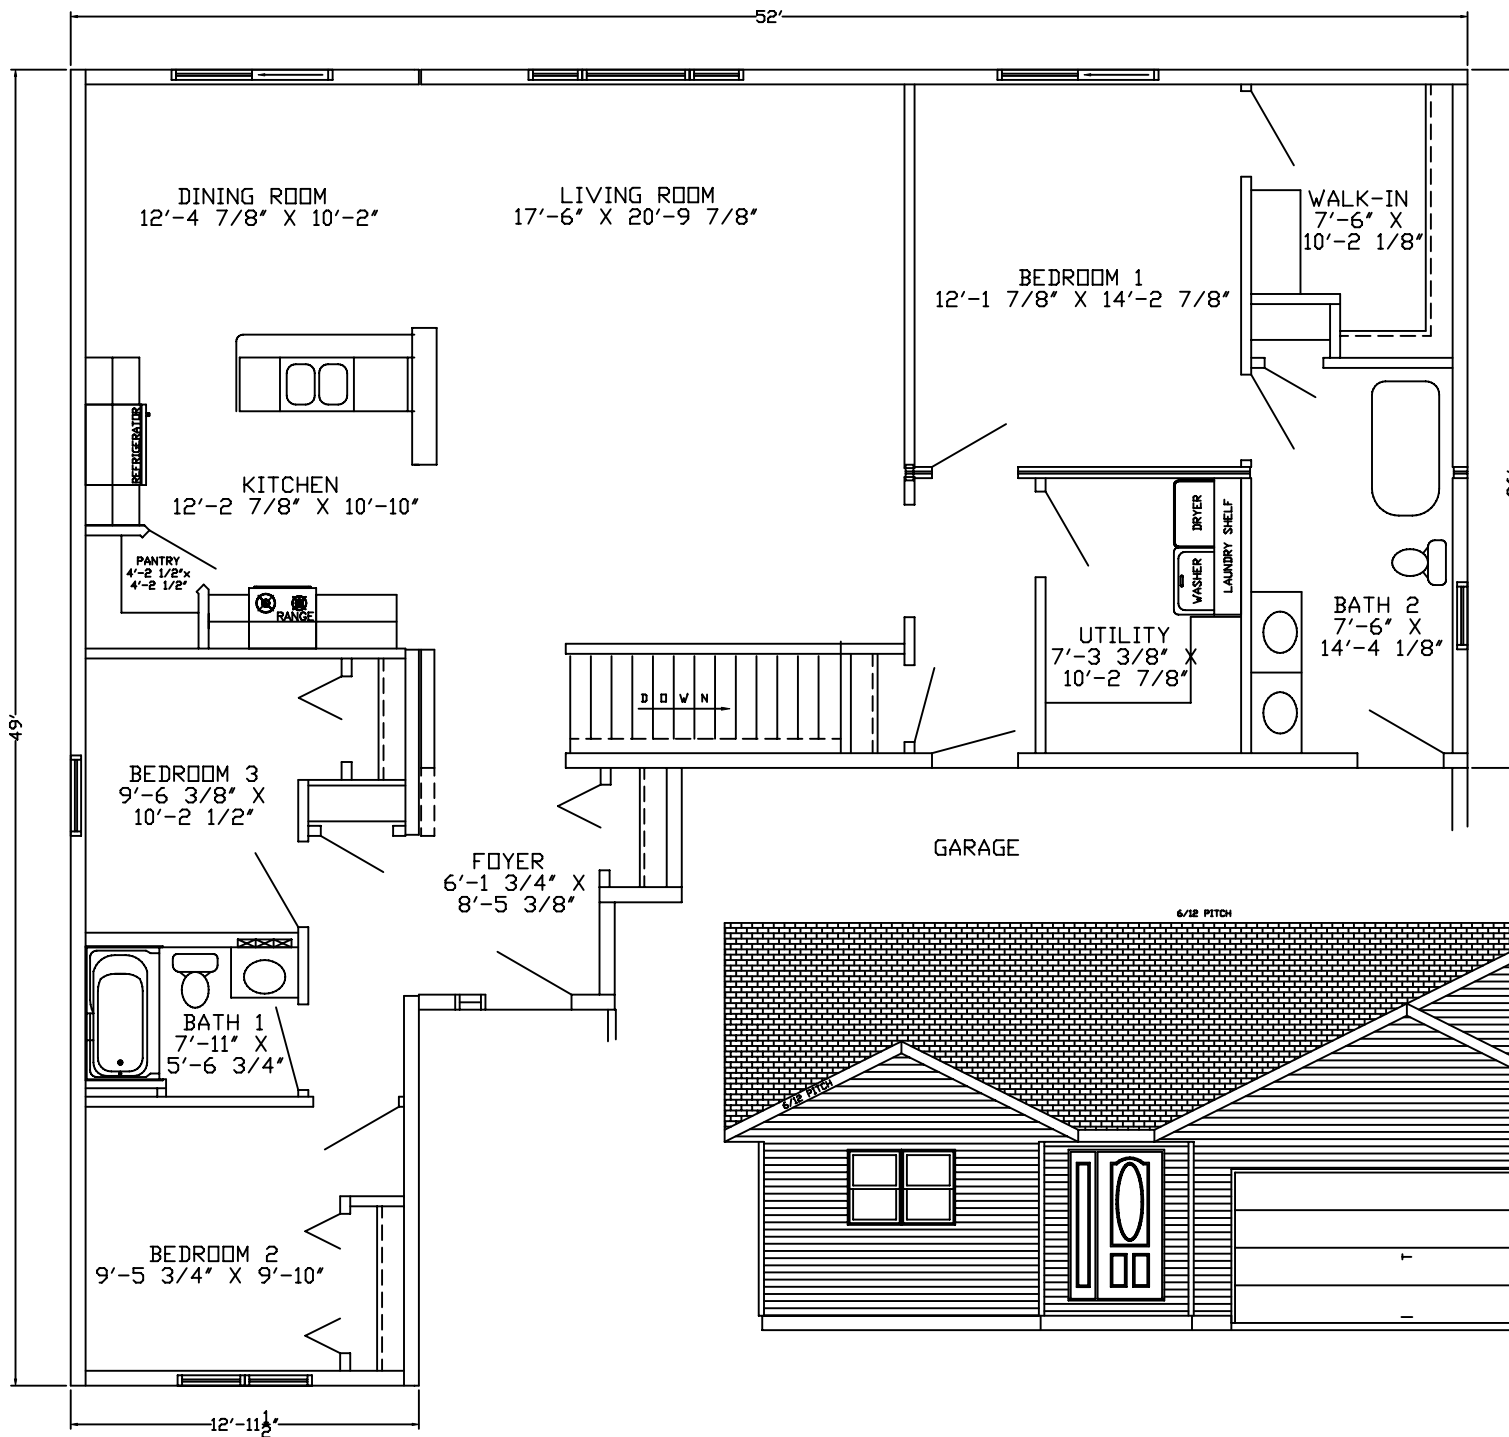 52'
DINING ROOM
12'-4 7/8" X 10'-2"
LIVING ROOM
17'-6" X 20'-9 7/8"
WALK-IN
7'-6" X
10'-2 1/8"
BEDROOM 1
12'-1 7/8" X 14'-2 7/8"
REFRIGERATOR
KITCHEN
12'-2 7/8" X 10'-10"
DRYER
WASHER
LAUNDRY SHELF
PANTRY
4'-2 1/2"x
4'-2 1/2"
RANGE
BATH 2
7'-6" X
14'-4 1/8"
UTILITY
7'-3 3/8" X
10'-2 7/8"
DOWN
49'
BEDROOM 3
9'-6 3/8" X
10'-2 1/2"
GARAGE
FOYER
6'-1 3/4" X
8'-5 3/8"
6/12 PITCH
BATH 1
7'-11" X
5'-6 3/4"
6/12 PITCH
BEDROOM 2
9'-5 3/4" X 9'-10"
12'-11 1/2"